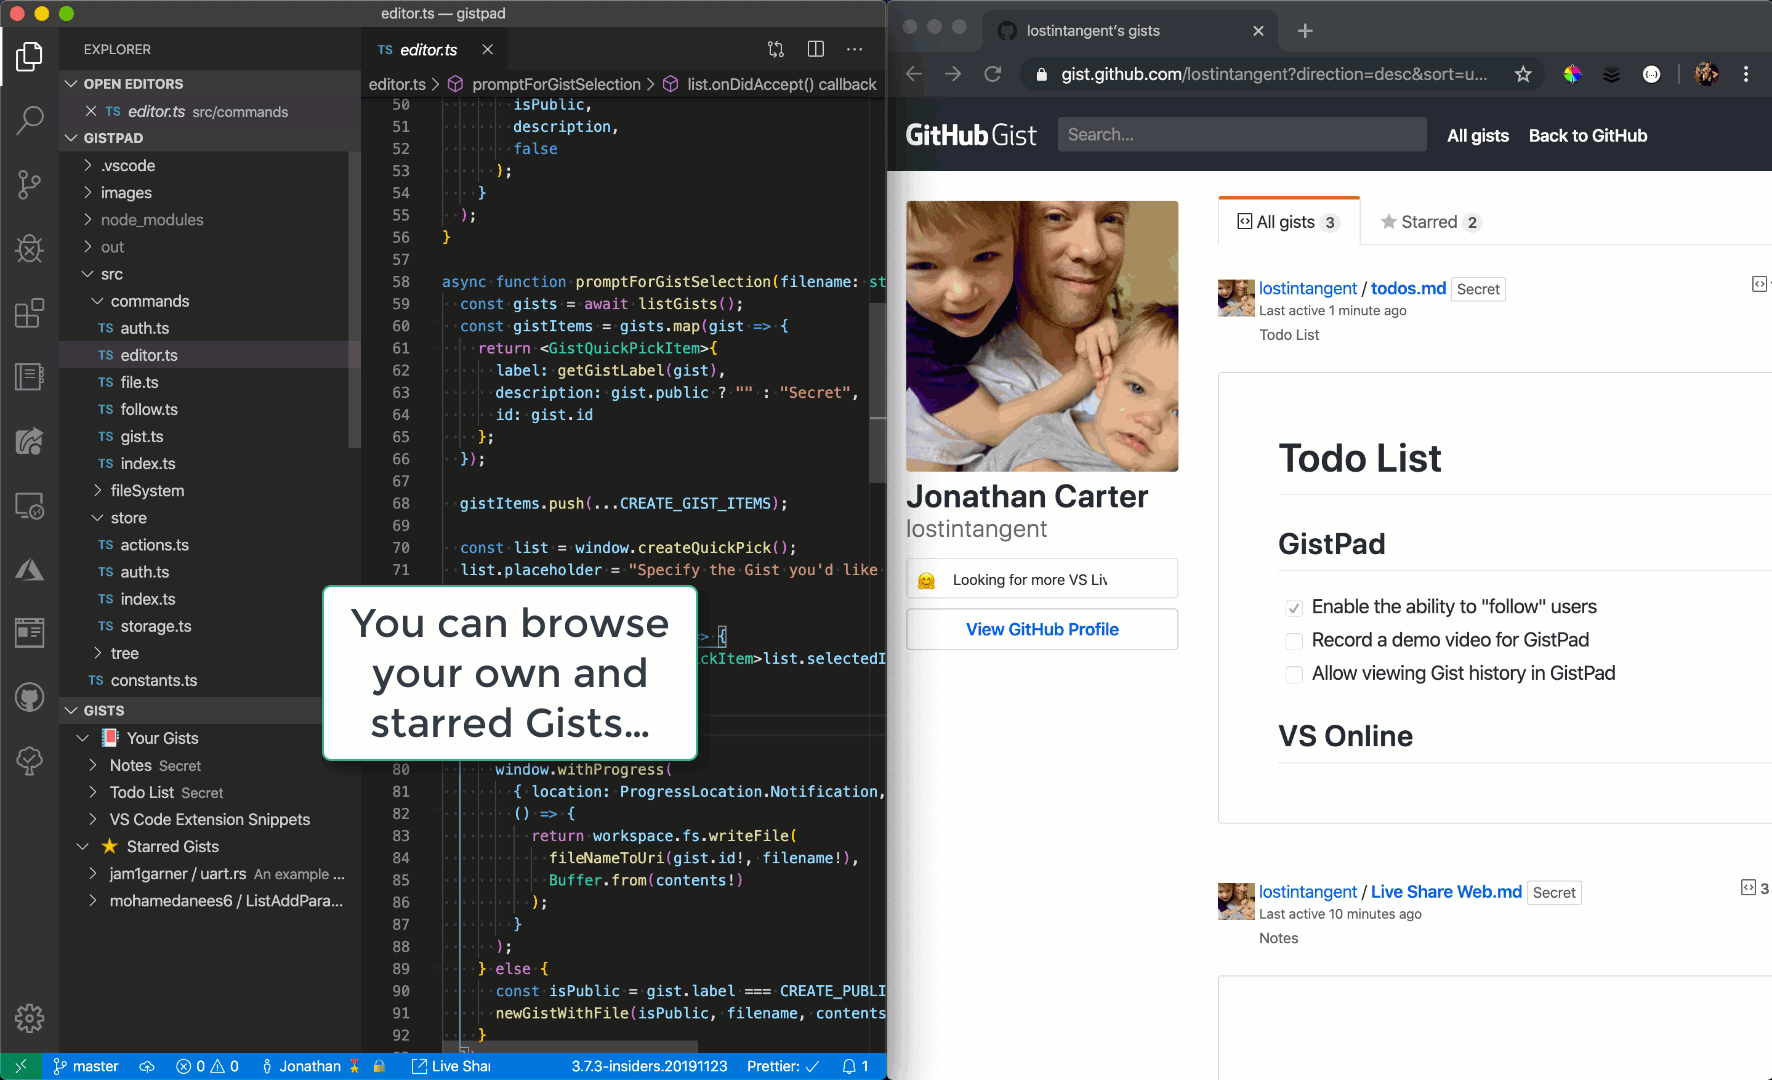 editor.ts — gistpad
EXPLORER
OPEN EDITORS
TS editor.ts src/commands
GISTPAD
.vscode
images
node_modules
out
src
commands
TS auth.ts
TS editor.ts
TS file.ts
TS follow.ts
TS gist.ts
TS index.ts
fileSystem
store
TS actions.ts
TS auth.ts
TS index.ts
TS storage.ts
tree
TS constants.ts
GISTS
Your Gists
Notes Secret
Todo List Secret
VS Code Extension Snippets
Starred Gists
jam1garner / uart.rs An example ...
mohamedanees6 / ListAddPara...
TS editor.ts
editor.ts > promptForGistSelection > list.onDidAccept() callback
50 isPublic,
51 description,
52 false
53 );
54 }
55 );
56 }
57
58 async function promptForGistSelection(filename: st
59 const gists = await listGists();
60 const gistItems = gists.map(gist => {
61 return <GistQuickPickItem>{
62 label: getGistLabel(gist),
63 description: gist.public ? "" : "Secret",
64 id: gist.id
65 };
66 });
67
68 gistItems.push(...CREATE_GIST_ITEMS);
69
70 const list = window.createQuickPick();
71 list.placeholder = "Specify the Gist you'd like
=> {
ckItem>list.selectedI
You can browse
your own and
starred Gists...
80 window.withProgress(
81 { location: ProgressLocation.Notification,
82 () => {
83 return workspace.fs.writeFile(
84 fileNameToUri(gist.id!, filename!),
85 Buffer.from(contents!)
86 );
87 }
88 );
89 } else {
90 const isPublic = gist.label === CREATE_PUBLI
91 newGistWithFile(isPublic, filename, contents
92 }
master 0 0 Jonathan Live Shar 3.7.3-insiders.20191123 Prettier: ✓ 1
lostintangent's gists
gist.github.com/lostintangent?direction=desc&sort=u...
GitHub Gist Search... All gists Back to GitHub
All gists 3 Starred 2
lostintangent / todos.md Secret
Last active 1 minute ago
Todo List
Todo List
GistPad
Enable the ability to "follow" users
Record a demo video for GistPad
Allow viewing Gist history in GistPad
VS Online
Jonathan Carter
lostintangent
Looking for more VS Liv
View GitHub Profile
lostintangent / Live Share Web.md Secret
3
Last active 10 minutes ago
Notes